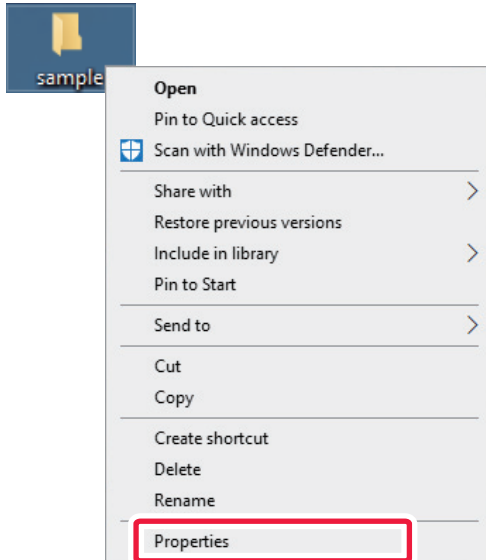 sample
Open
Pin to Quick access
Scan with Windows Defender...
Share with
Restore previous versions
Include in library
Pin to Start
Send to
Cut
Copy
Create shortcut
Delete
Rename
Properties